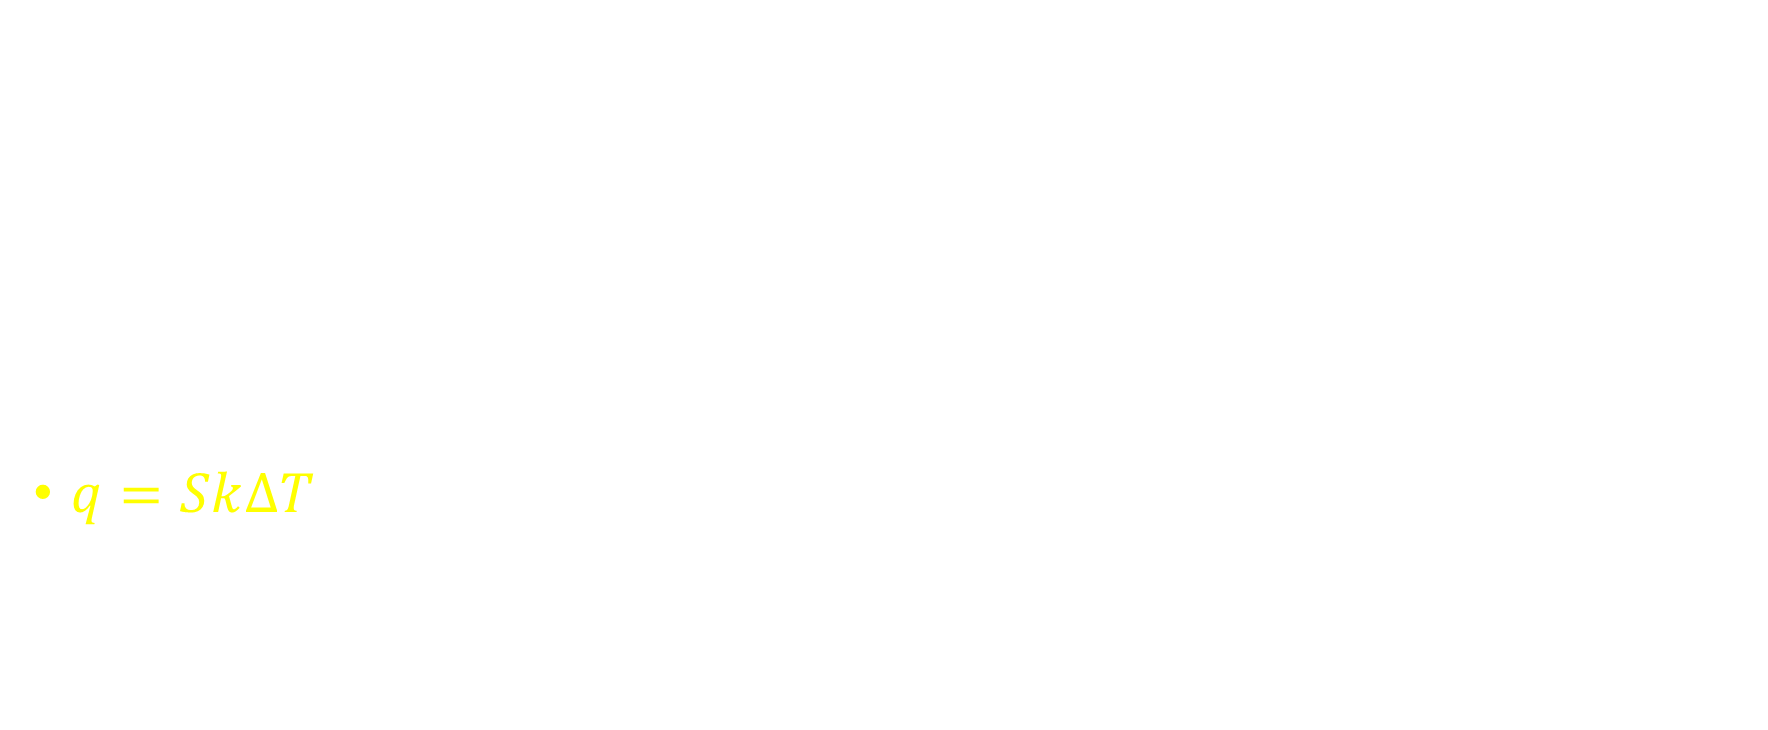 • q = SkΔT